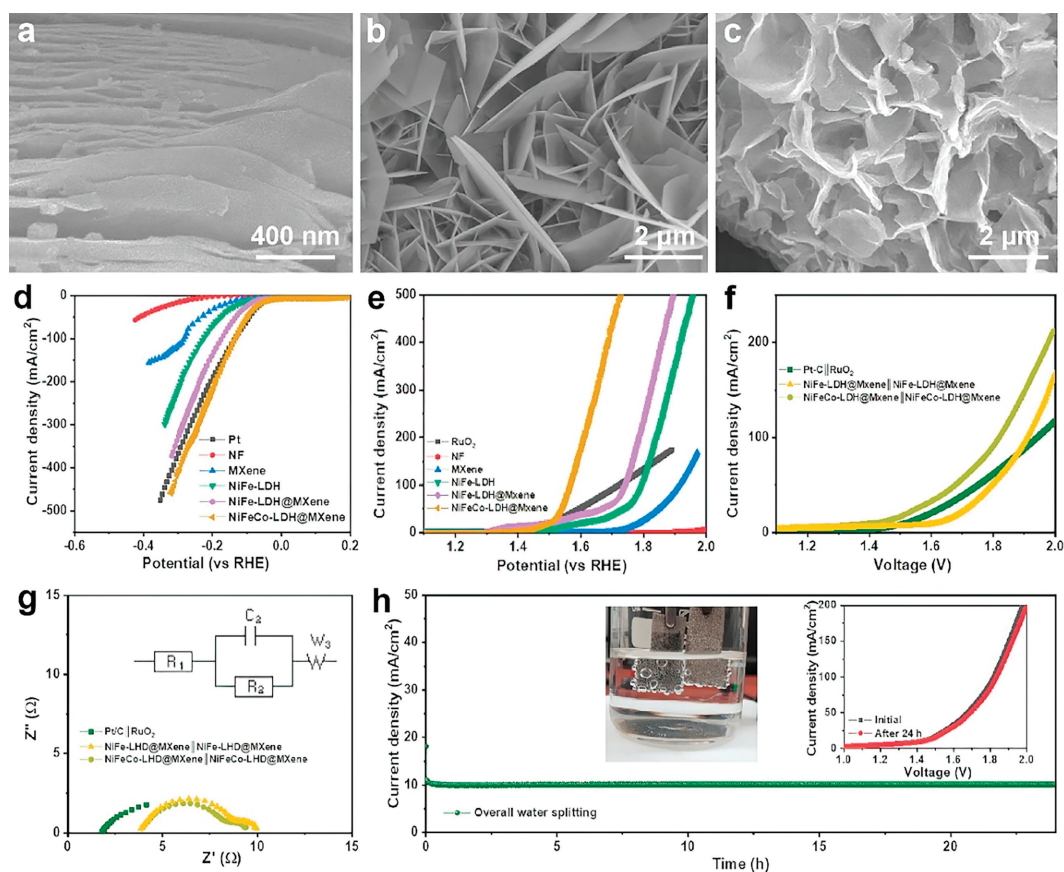 a
400 nm
b
2 µm
c
2 µm
d
0
-100
-200
-300
-400
-500
Current density (mA/cm²)
-0.6
-0.4
-0.2
0.0
0.2
Potential (vs RHE)
Pt
NF
MXene
NiFe-LDH
NiFe-LDH@MXene
NiFeCo-LDH@MXene
e
500
400
300
200
100
0
Current density (mA/cm²)
1.2
1.4
1.6
1.8
2.0
Potential (vs RHE)
RuO₂
NF
MXene
NiFe-LDH
NiFe-LDH@MXene
NiFeCo-LDH@MXene
f
200
100
0
Current density (mA/cm²)
1.2
1.4
1.6
1.8
2.0
Voltage (V)
Pt-C||RuO₂
NiFe-LDH@Mxene||NiFe-LDH@Mxene
NiFeCo-LDH@Mxene||NiFeCo-LDH@Mxene
g
15
10
5
0
Z'' (Ω)
0
5
10
15
Z' (Ω)
R₁
C₂
R₂
W₃
W
Pt/C||RuO₂
NiFe-LHD@MXene||NiFe-LHD@MXene
NiFeCo-LHD@MXene||NiFeCo-LHD@MXene
h
50
40
30
20
10
0
Current density (mA/cm²)
0
5
10
15
20
Time (h)
Overall water splitting
200
150
100
50
0
Current density (mA/cm²)
1.0
1.2
1.4
1.6
1.8
2.0
Voltage (V)
Initial
After 24 h